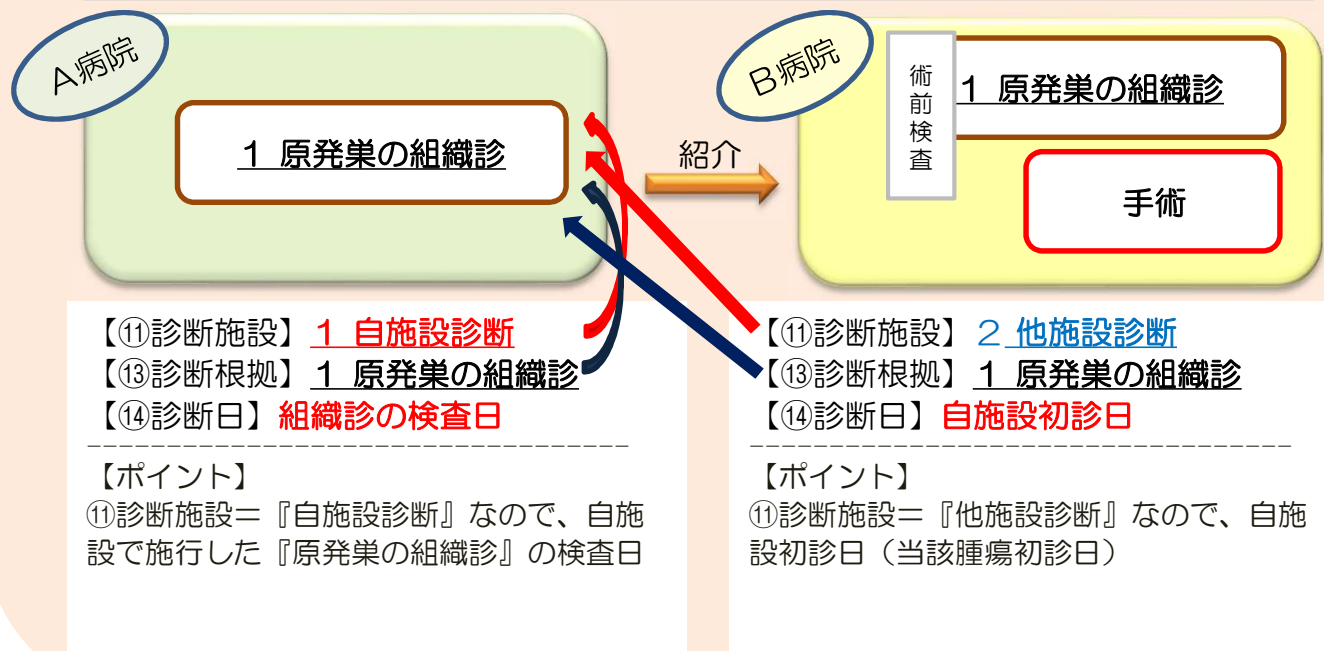 A病院
1 原発巣の組織診
紹介
B病院
術前検査
1 原発巣の組織診
手術
【⑪診断施設】1 自施設診断
【⑬診断根拠】1 原発巣の組織診
【⑭診断日】組織診の検査日
【ポイント】
⑪診断施設＝『自施設診断』なので、自施
設で施行した『原発巣の組織診』の検査日
【⑪診断施設】２ 他施設診断
【⑬診断根拠】1 原発巣の組織診
【⑭診断日】自施設初診日
【ポイント】
⑪診断施設＝『他施設診断』なので、自施
設初診日（当該腫瘍初診日）